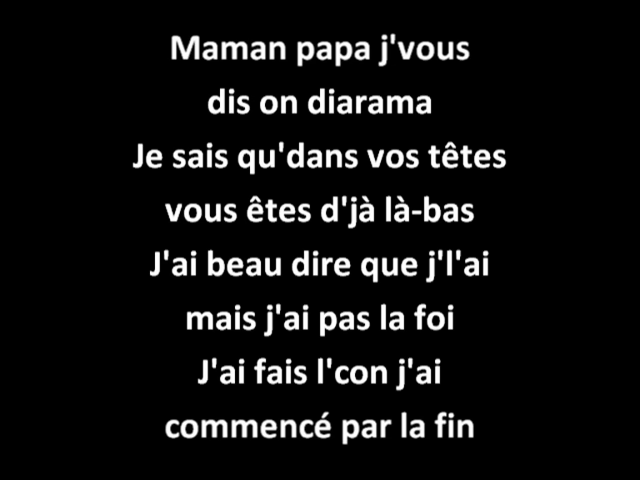 Maman papa j'vous
dis on diarama
Je sais qu'dans vos têtes
vous êtes d'jà là-bas
J'ai beau dire que j'l'ai
mais j'ai pas la foi
J'ai fais l'con j'ai
commencé par la fin